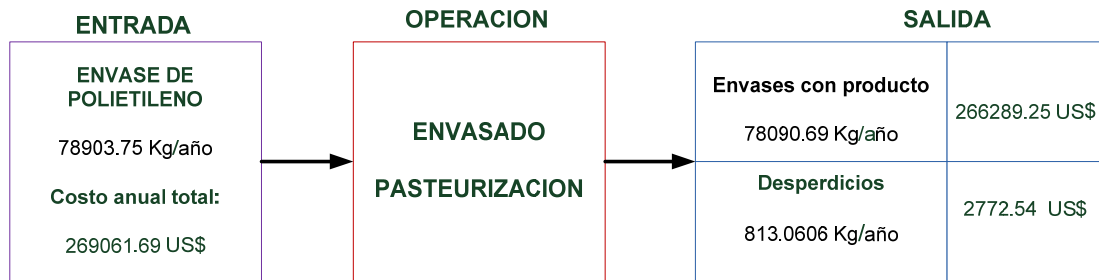 ENTRADA
ENVASE DE
POLIETILENO
78903.75 Kg/año
Costo anual total:
269061.69 US$
OPERACION
ENVASADO
PASTEURIZACION
SALIDA
Envases con producto
78090.69 Kg/año
266289.25 US$
Desperdicios
813.0606 Kg/año
2772.54 US$